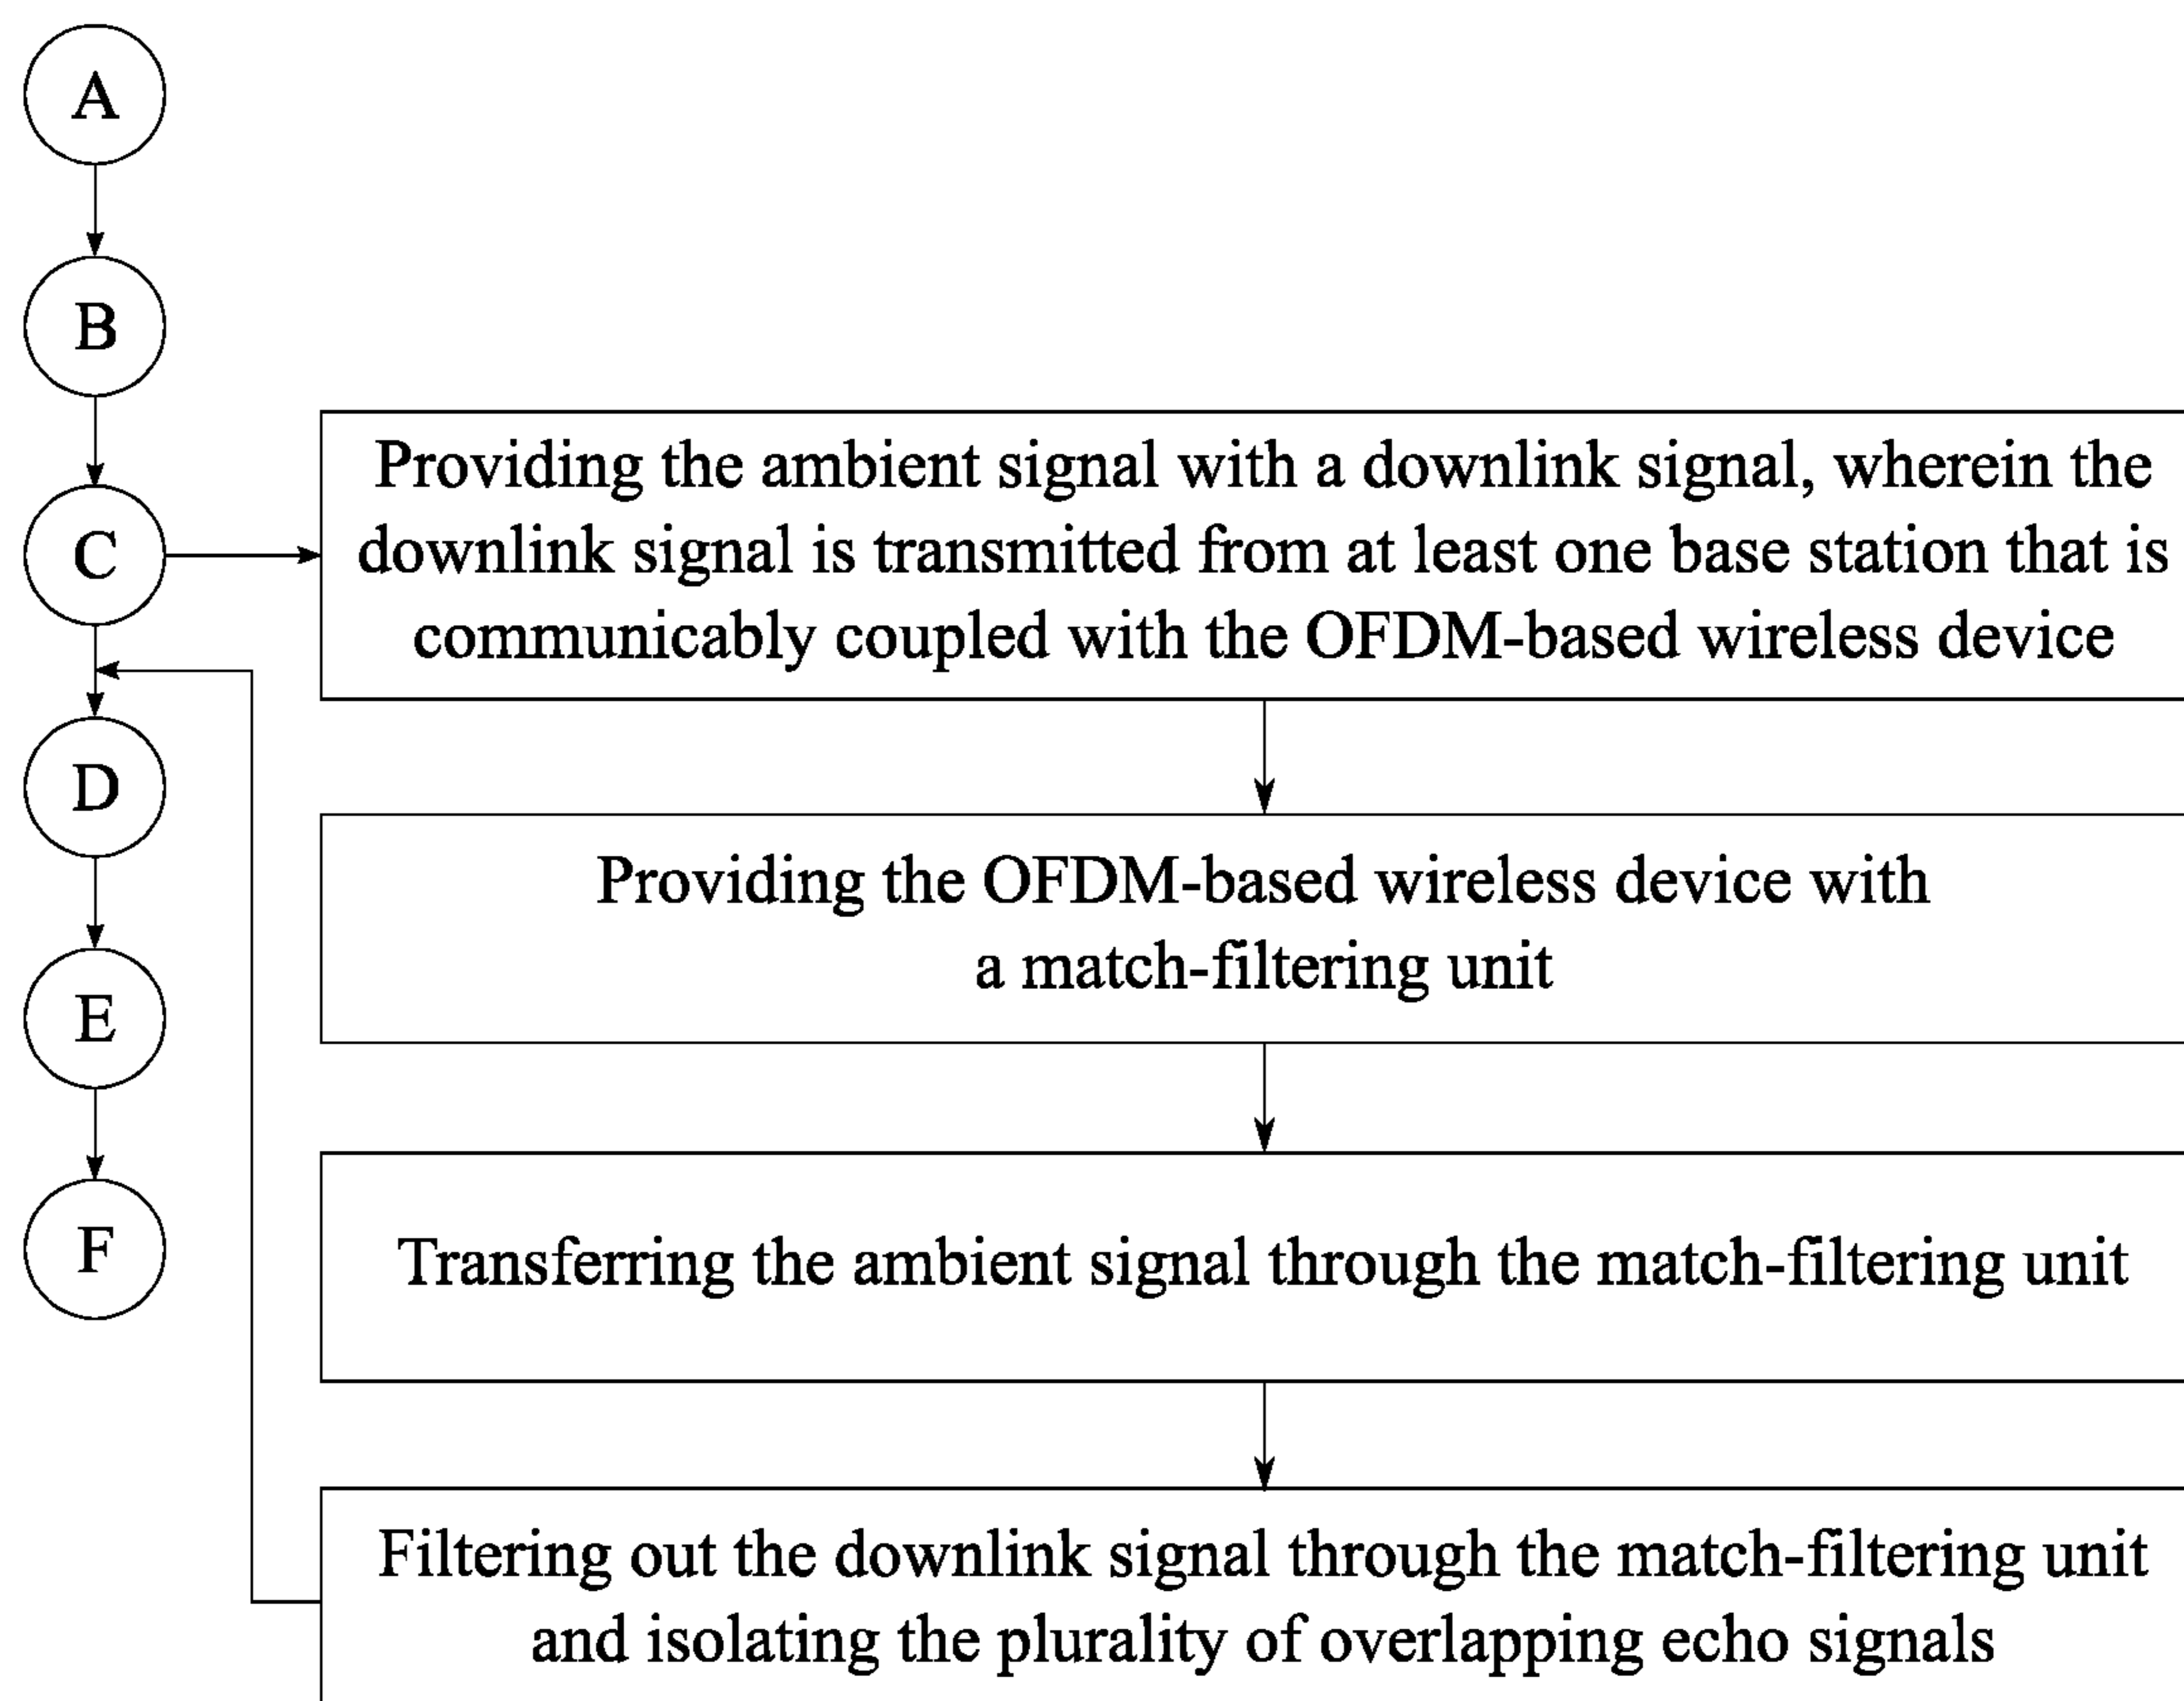 A
B
C
D
E
F
Providing the ambient signal with a downlink signal, wherein the
downlink signal is transmitted from at least one base station that is
communicably coupled with the OFDM-based wireless device
Providing the OFDM-based wireless device with
a match-filtering unit
Transferring the ambient signal through the match-filtering unit
Filtering out the downlink signal through the match-filtering unit
and isolating the plurality of overlapping echo signals